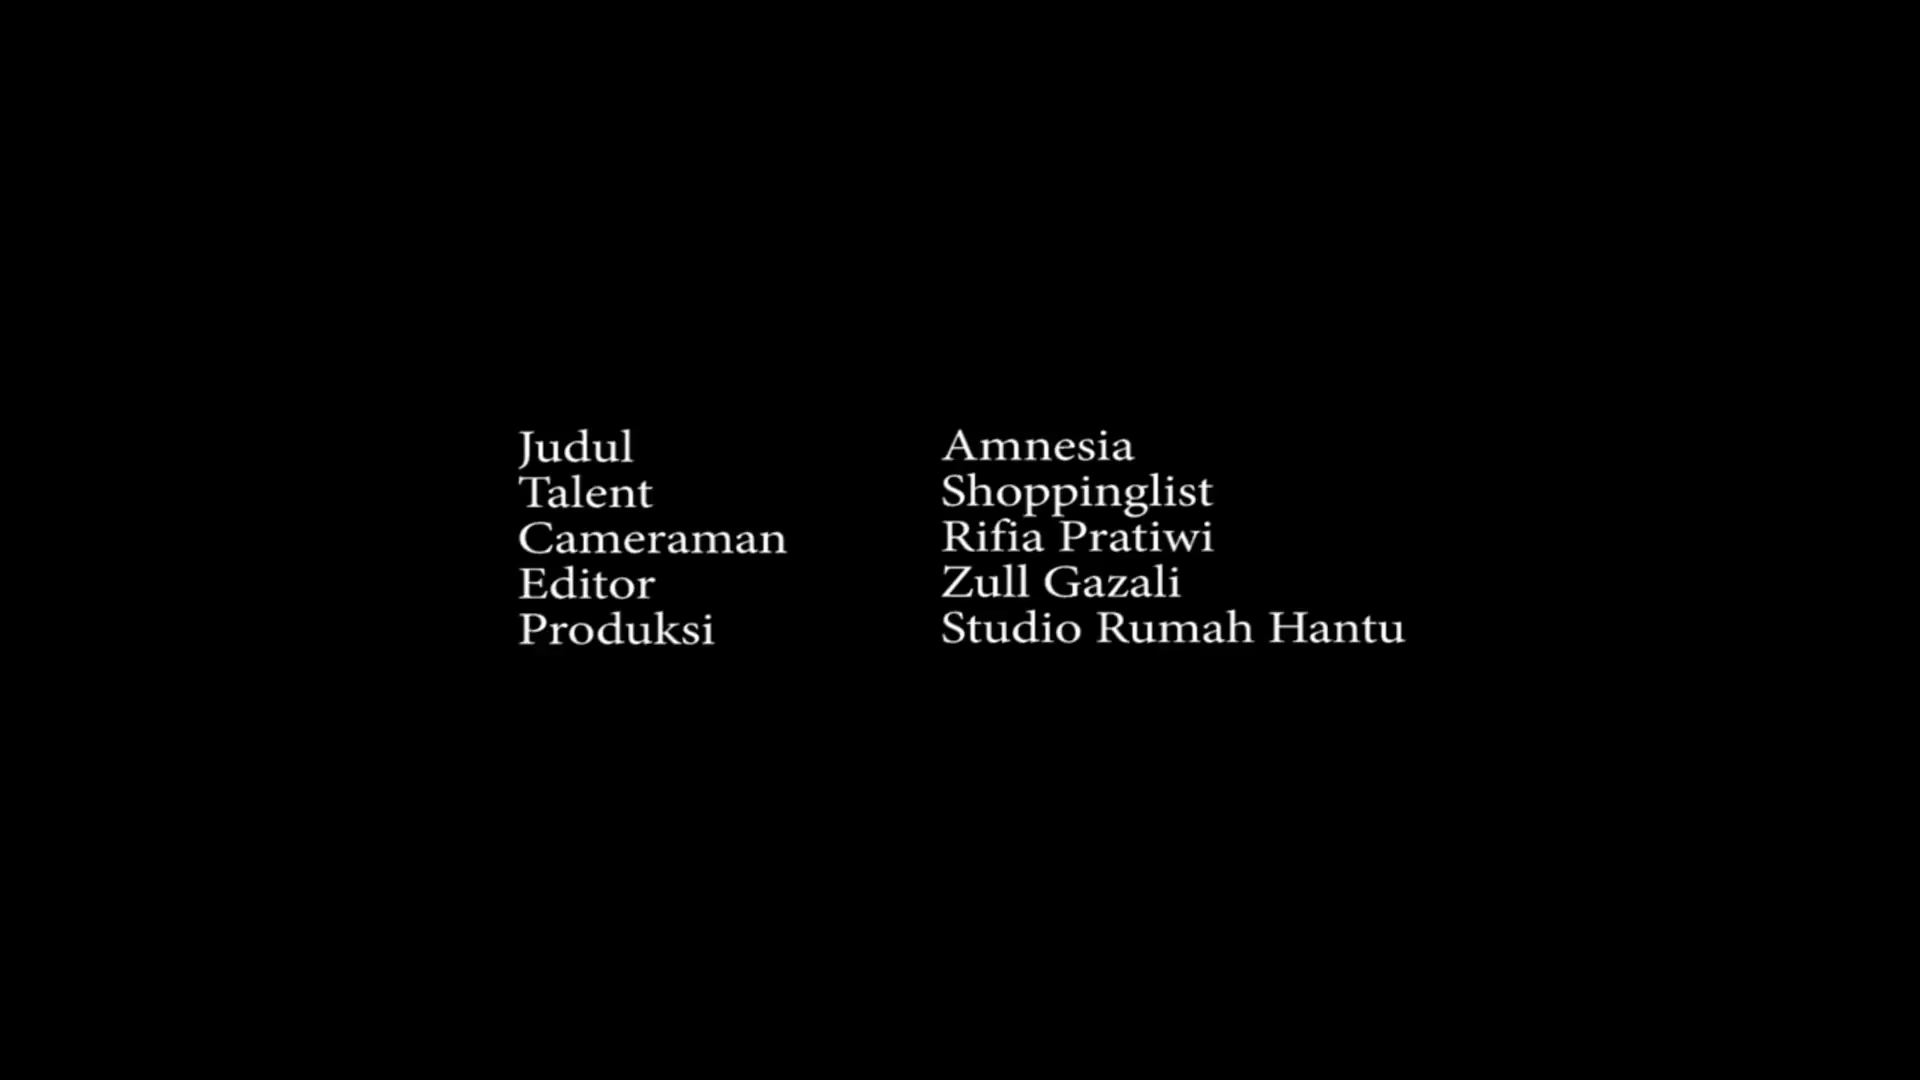 Judul Amnesia
Talent Shoppinglist
Cameraman Rifia Pratiwi
Editor Zull Gazali
Produksi Studio Rumah Hantu